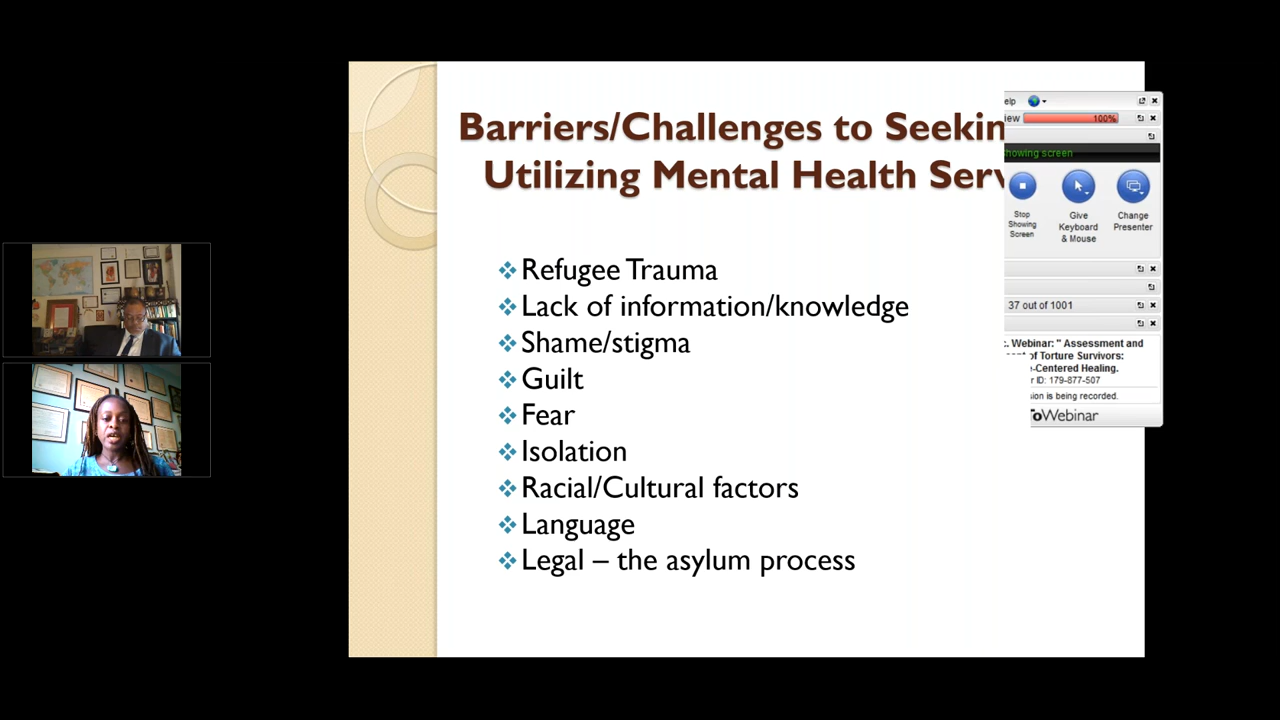 Barriers/Challenges to Seekin
Utilizing Mental Health Serv
Refugee Trauma
Lack of information/knowledge
Shame/stigma
Guilt
Fear
Isolation
Racial/Cultural factors
Language
Legal – the asylum process
elp
iew 100%
howing screen
Stop
Showing
Screen
Give
Keyboard
& Mouse
Change
Presenter
37 out of 1001
. Webinar: " Assessment and
of Torture Survivors:
-Centered Healing.
r ID: 179-877-507
sion is being recorded.
ToWebinar